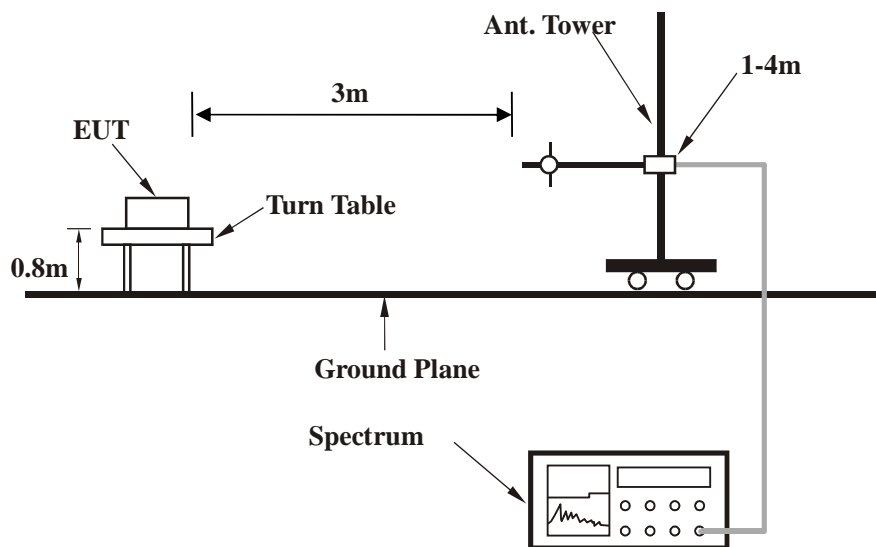 Ant. Tower
1-4m
3m
EUT
Turn Table
0.8m
Ground Plane
Spectrum